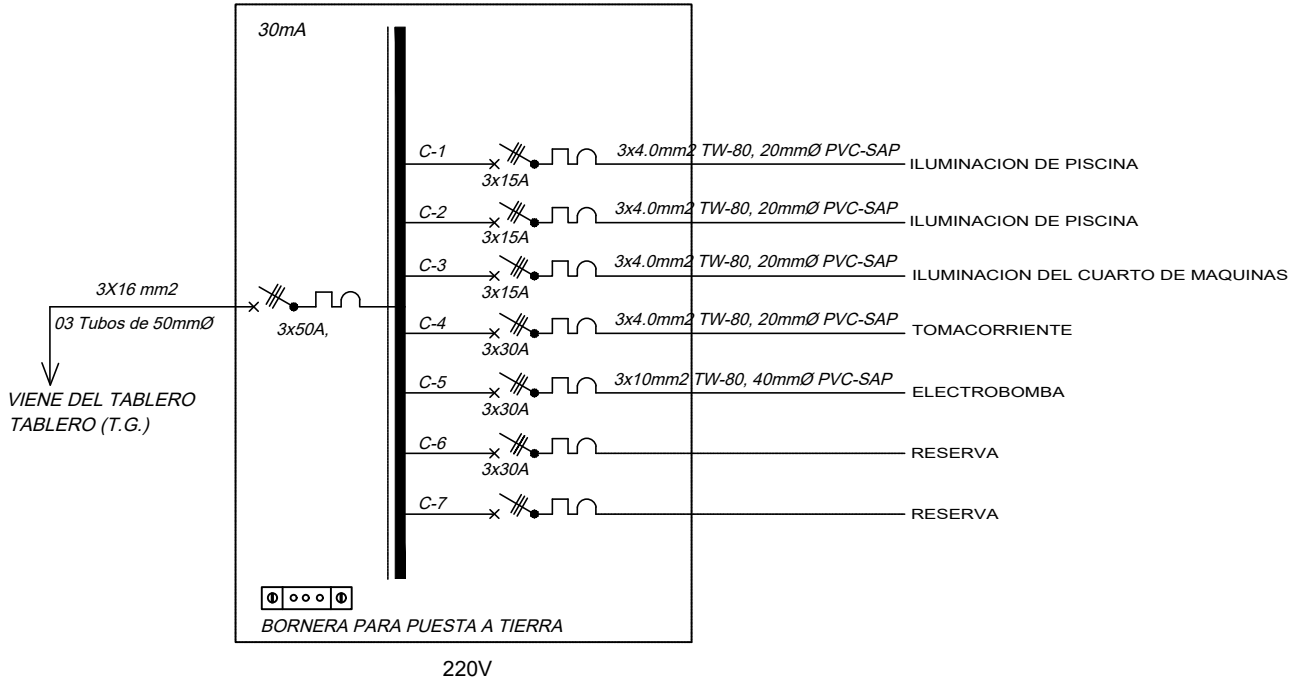 30mA
C-1
3x4.0mm2 TW-80, 20mmØ PVC-SAP
ILUMINACION DE PISCINA
3x15A
C-2
3x4.0mm2 TW-80, 20mmØ PVC-SAP
ILUMINACION DE PISCINA
3x15A
C-3
3x4.0mm2 TW-80, 20mmØ PVC-SAP
ILUMINACION DEL CUARTO DE MAQUINAS
3x15A
3X16 mm2
03 Tubos de 50mmØ
3x50A,
C-4
3x4.0mm2 TW-80, 20mmØ PVC-SAP
TOMACORRIENTE
3x30A
C-5
3x10mm2 TW-80, 40mmØ PVC-SAP
ELECTROBOMBA
3x30A
VIENE DEL TABLERO
TABLERO (T.G.)
C-6
RESERVA
3x30A
C-7
RESERVA
BORNERA PARA PUESTA A TIERRA
220V